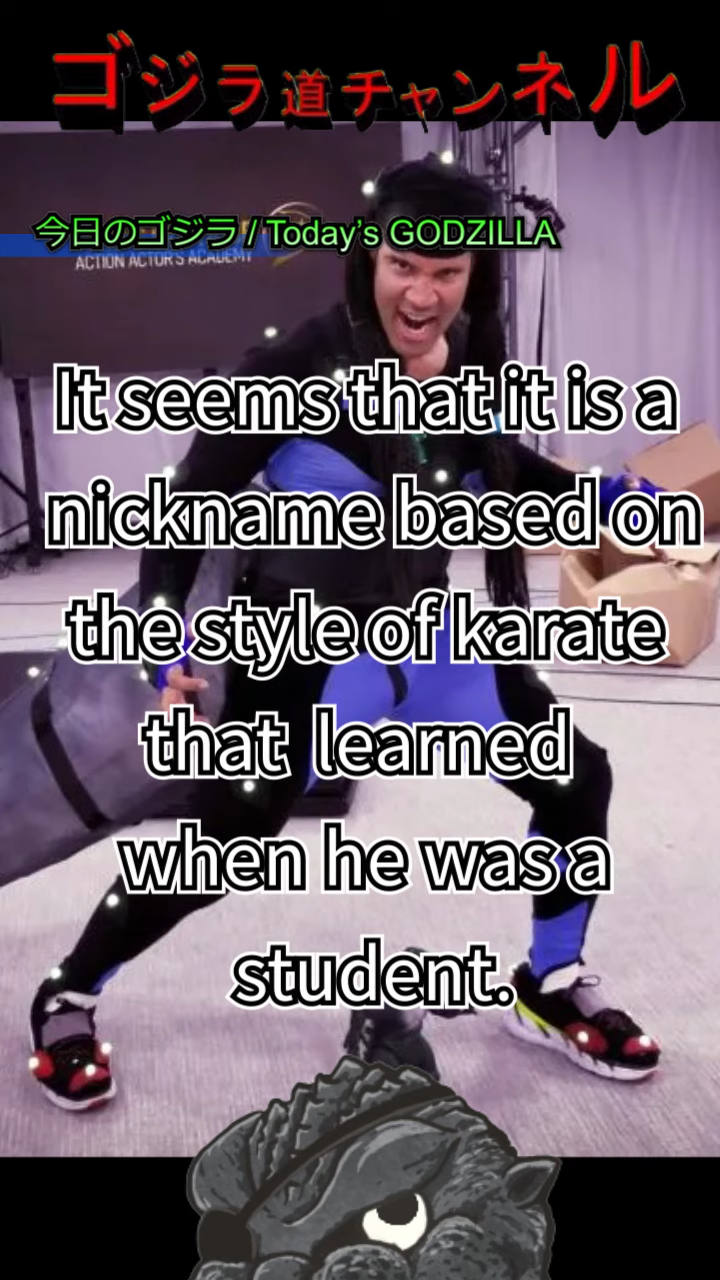 ゴジラ道チャンネル
今日のゴジラ / Today's GODZILLA
ACTION ACTOR'S ACADEMY
It seems that it is a
nickname based on
the style of karate
that learned
when he was a
student.